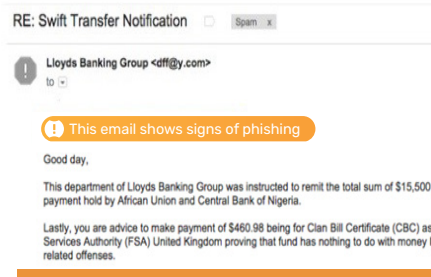 RE: Swift Transfer Notification
Spam x
Lloyds Banking Group <dff@y.com>
to
! This email shows signs of phishing
Good day,
This department of Lloyds Banking Group was instructed to remit the total sum of $15,500
payment hold by African Union and Central Bank of Nigeria.
Lastly, you are advice to make payment of $460.98 being for Clan Bill Certificate (CBC) as
Services Authority (FSA) United Kingdom proving that fund has nothing to do with money
related offenses.